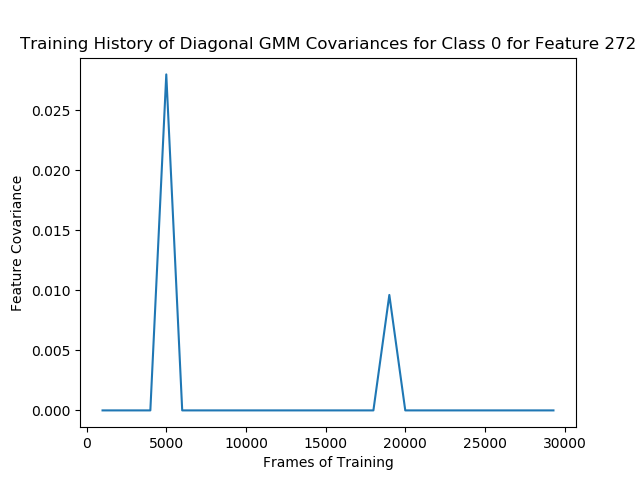 Training History of Diagonal GMM Covariances for Class 0 for Feature 272
0.025
0.020
0.015
0.010
0.005
0.000
Feature Covariance
0 5000 10000 15000 20000 25000 30000
Frames of Training